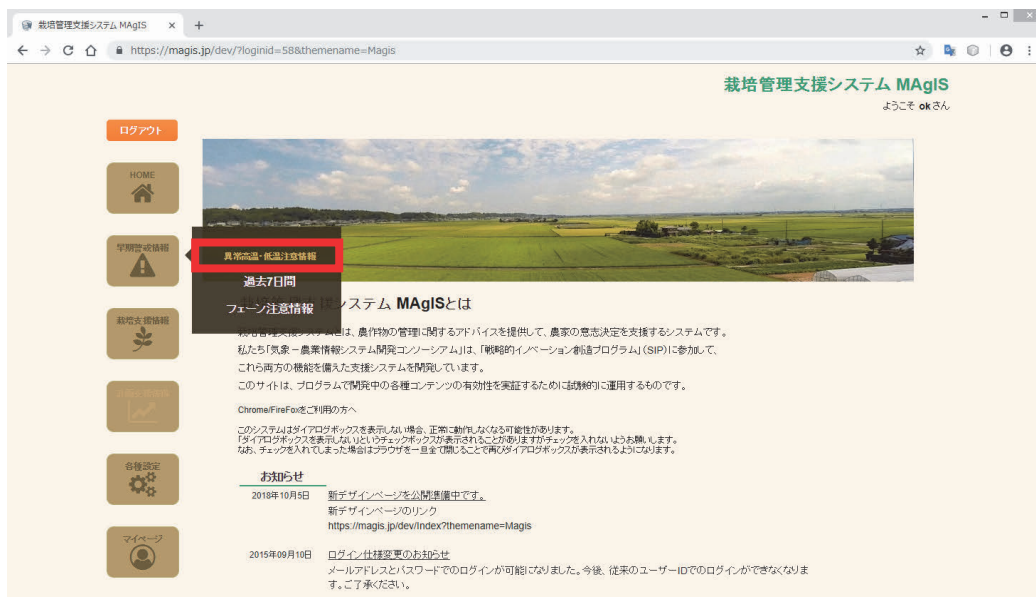 栽培管理支援システム MAgIS
https://magis.jp/dev/?loginid=58&themename=Magis
栽培管理支援システム MAgIS
ようこそ okさん
ログアウト
HOME
早期警戒情報
異常高温・低温注意情報
過去7日間
フェーン注意情報
栽培支援情報
各種設定
マイページ
システム MAgISとは
栽培管理支援システムとは、農作物の管理に関するアドバイスを提供して、農家の意志決定を支援するシステムです。
私たち「気象－農業情報システム開発コンソーシアム」は、「戦略的イノベーション創造プログラム」(SIP)に参加して、
これら両方の機能を備えた支援システムを開発しています。
このサイトは、プログラムで開発中の各種コンテンツの有効性を実証するために試験的に運用するものです。
Chrome/FireFoxをご利用の方へ
このシステムはダイアログボックスを表示しない場合、正常に動作しなくなる可能性があります。
「ダイアログボックスを表示しない」というチェックボックスが表示されることがありますがチェックを入れないようお願いします。
なお、チェックを入れてしまった場合はブラウザを一旦全て閉じることで再びダイアログボックスが表示されるようになります。
お知らせ
2018年10月5日 新デザインページを公開準備中です。
新デザインページのリンク
https://magis.jp/dev/Index?themename=Magis
2015年09月10日 ログイン仕様変更のお知らせ
メールアドレスとパスワードでのログインが可能になりました。今後、従来のユーザーIDでのログインができなくなりま
す。ご了承ください。